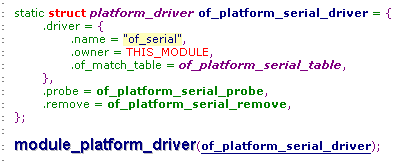 static struct platform_driver of_platform_serial_driver = {
.driver = {
.name = "of_serial",
.owner = THIS_MODULE,
.of_match_table = of_platform_serial_table,
},
.probe = of_platform_serial_probe,
.remove = of_platform_serial_remove,
};
module_platform_driver(of_platform_serial_driver);